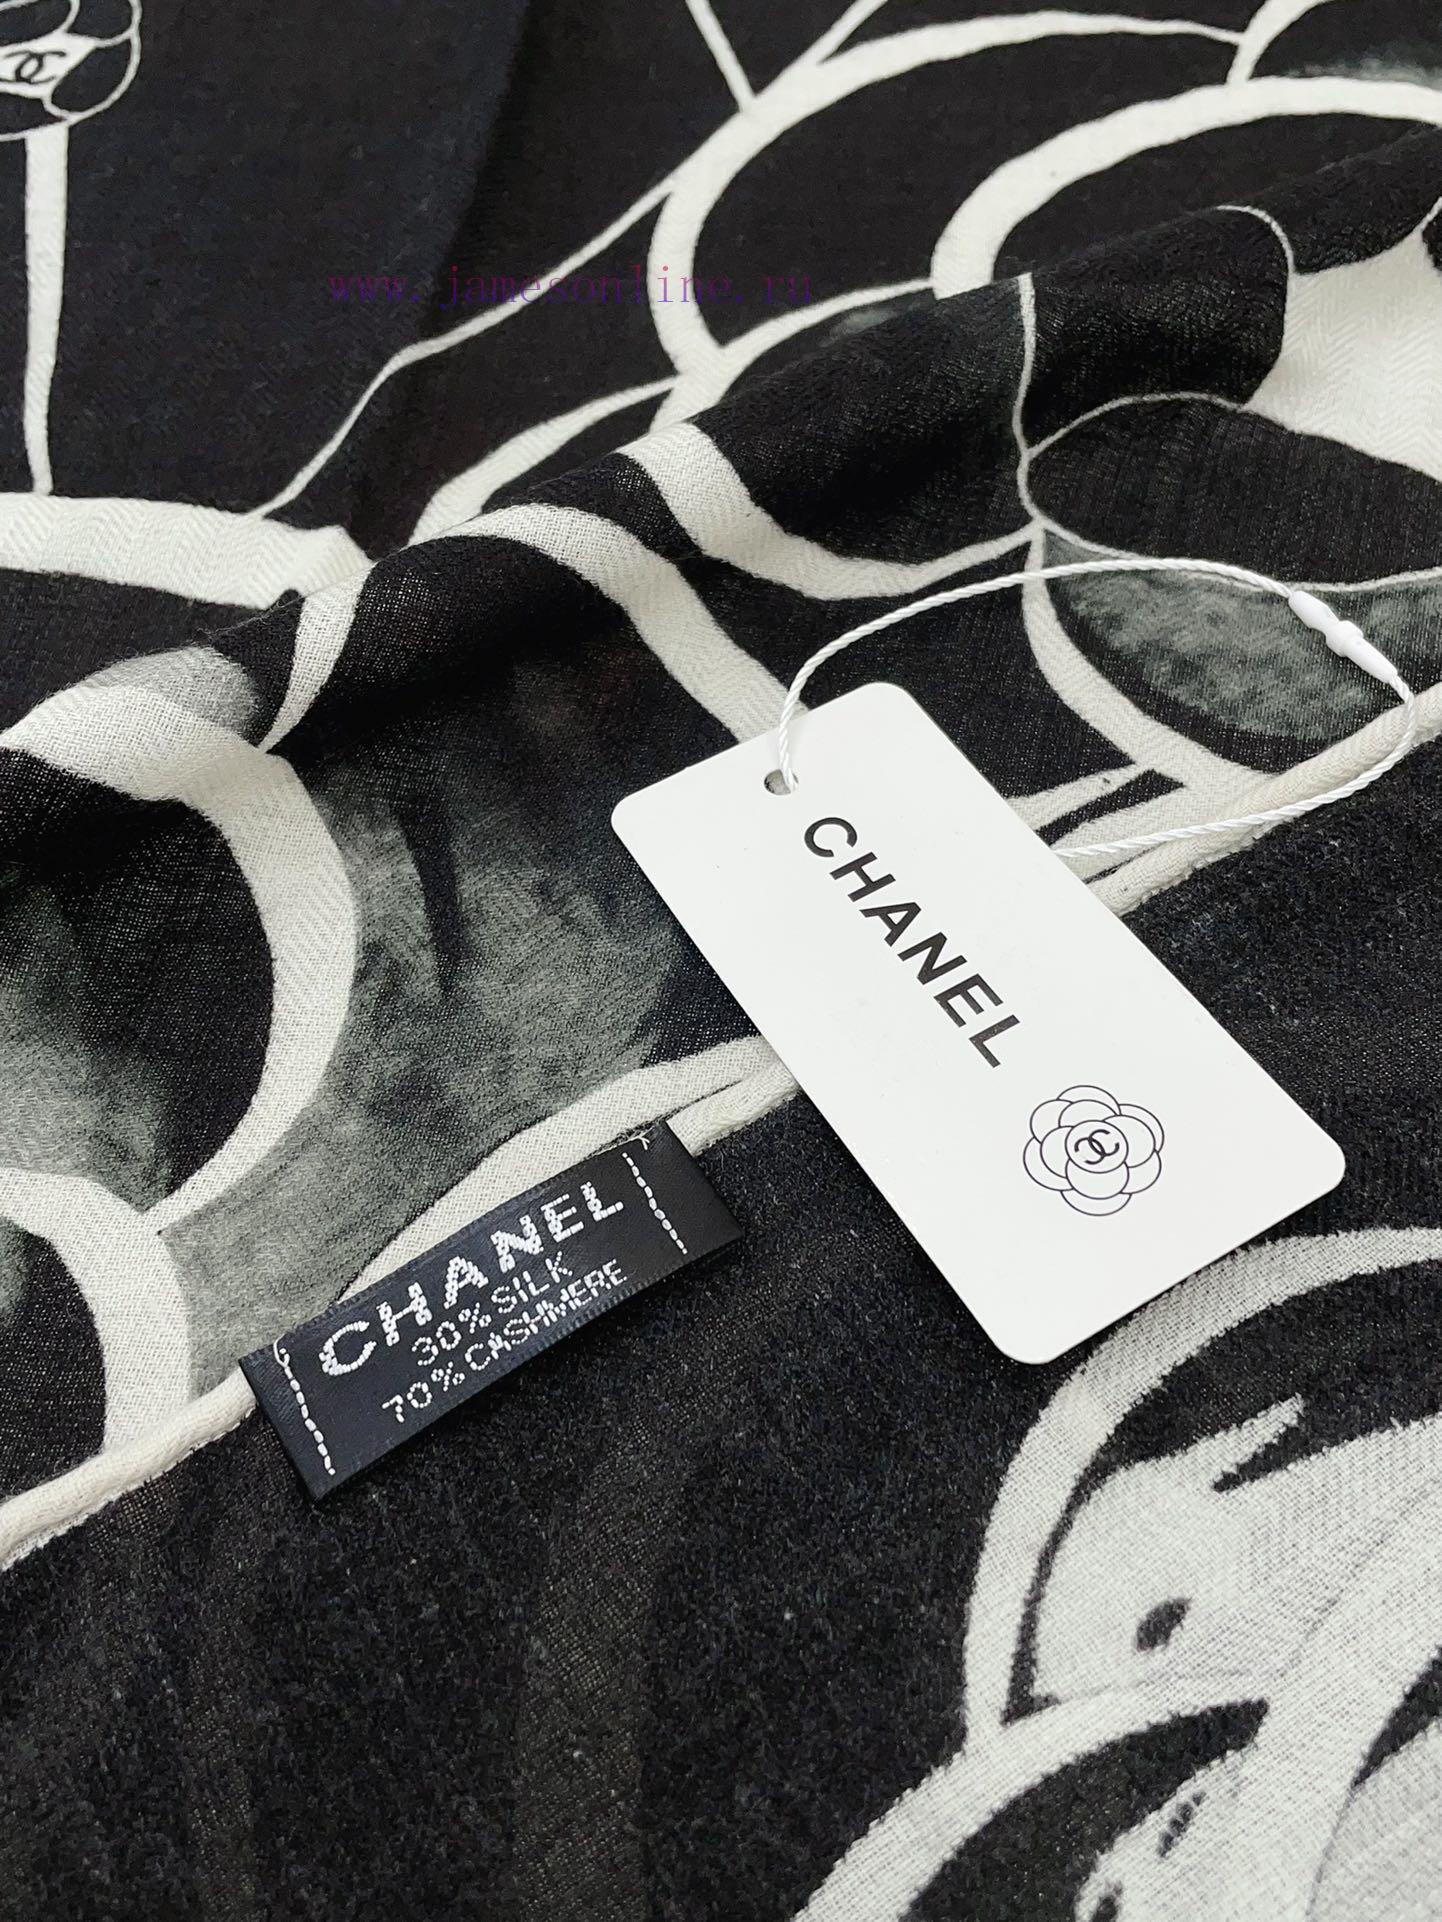 www.jamesonline.ru
CHANEL
CHANEL
30% SILK
70% CASHMERE